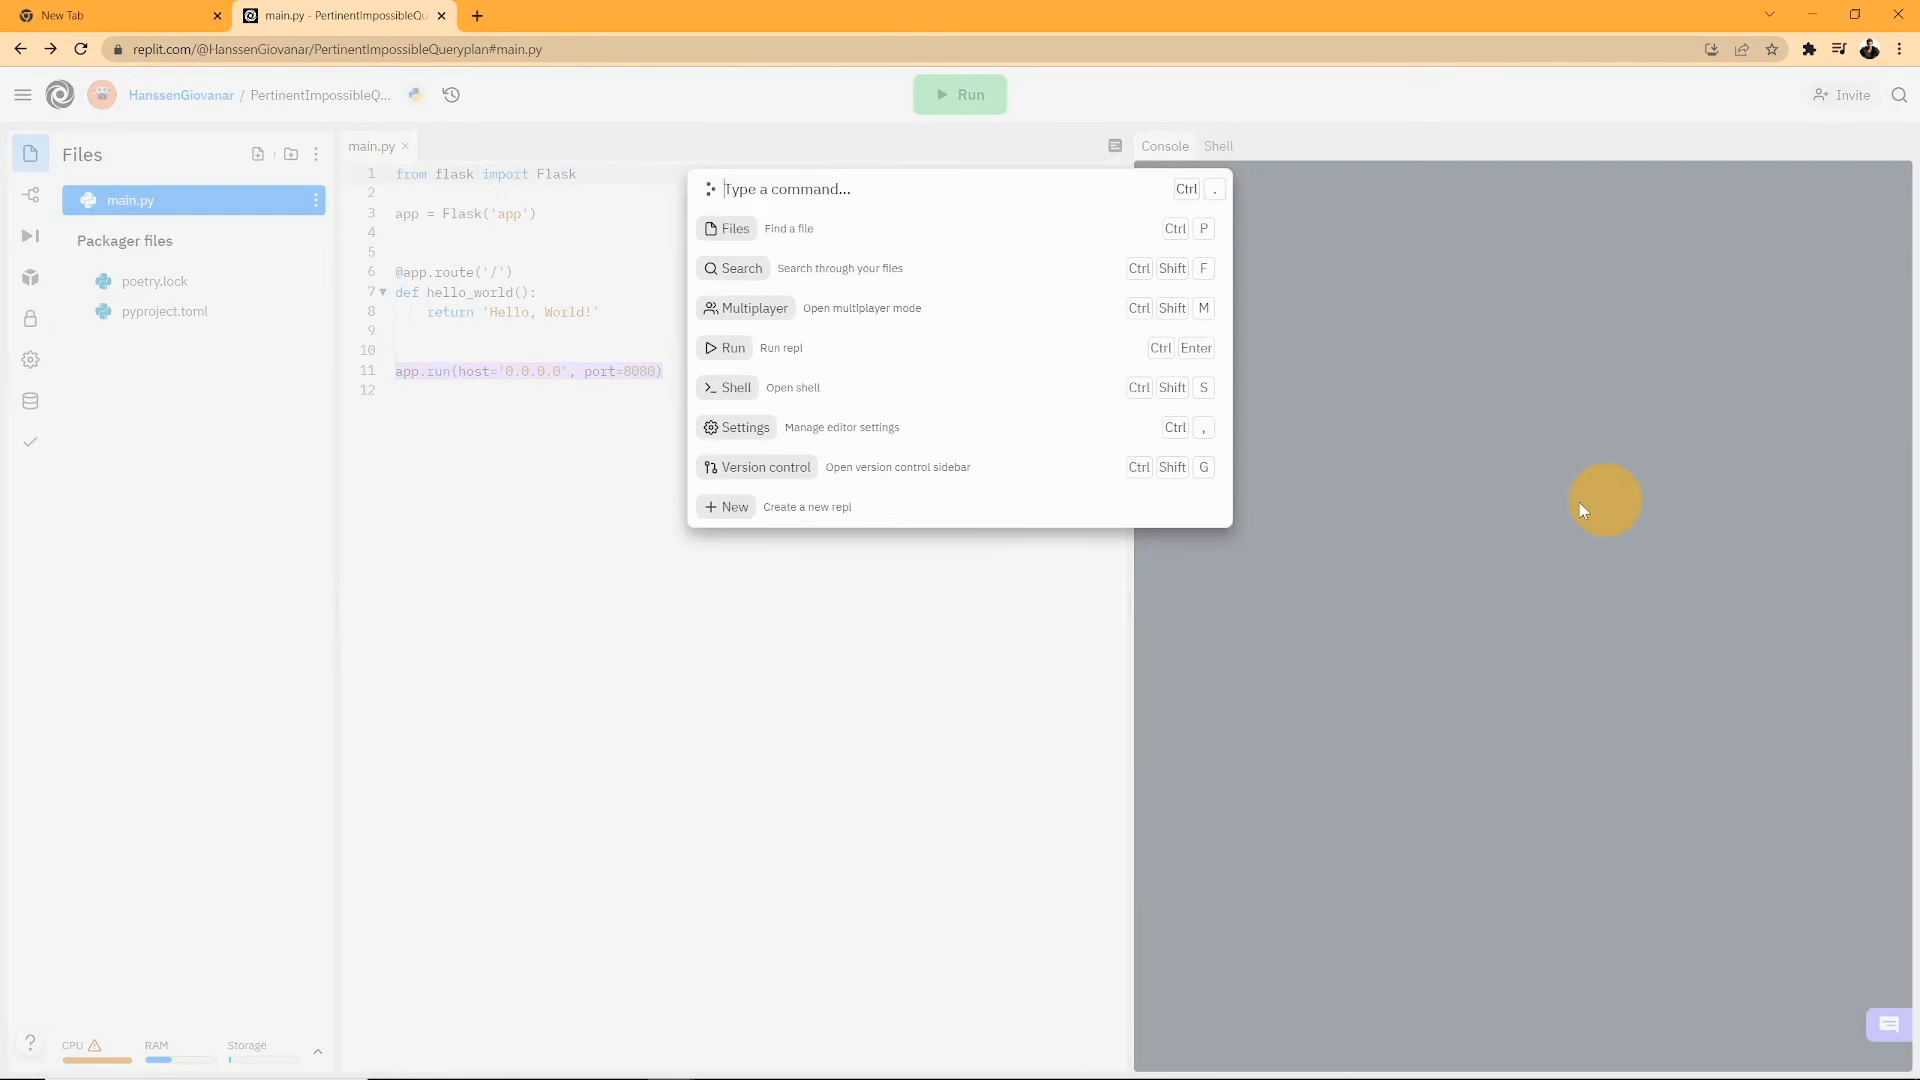 New Tab
main.py - PertinentImpossibleQu
replit.com/@HanssenGiovanar/PertinentImpossibleQueryplan#main.py
HanssenGiovanar / PertinentImpossibleQ...
Run
Invite
Files
main.py
Packager files
poetry.lock
pyproject.toml
main.py
Console
Shell
1 from flask import Flask
2
3 app = Flask('app')
4
5
6 @app.route('/')
7 def hello_world():
8 return 'Hello, World!'
9
10
11 app.run(host='0.0.0.0', port=8080)
12
Type a command... Ctrl .
Files Find a file Ctrl P
Search Search through your files Ctrl Shift F
Multiplayer Open multiplayer mode Ctrl Shift M
Run Run repl Ctrl Enter
Shell Open shell Ctrl Shift S
Settings Manage editor settings Ctrl ,
Version control Open version control sidebar Ctrl Shift G
New Create a new repl
? CPU RAM Storage